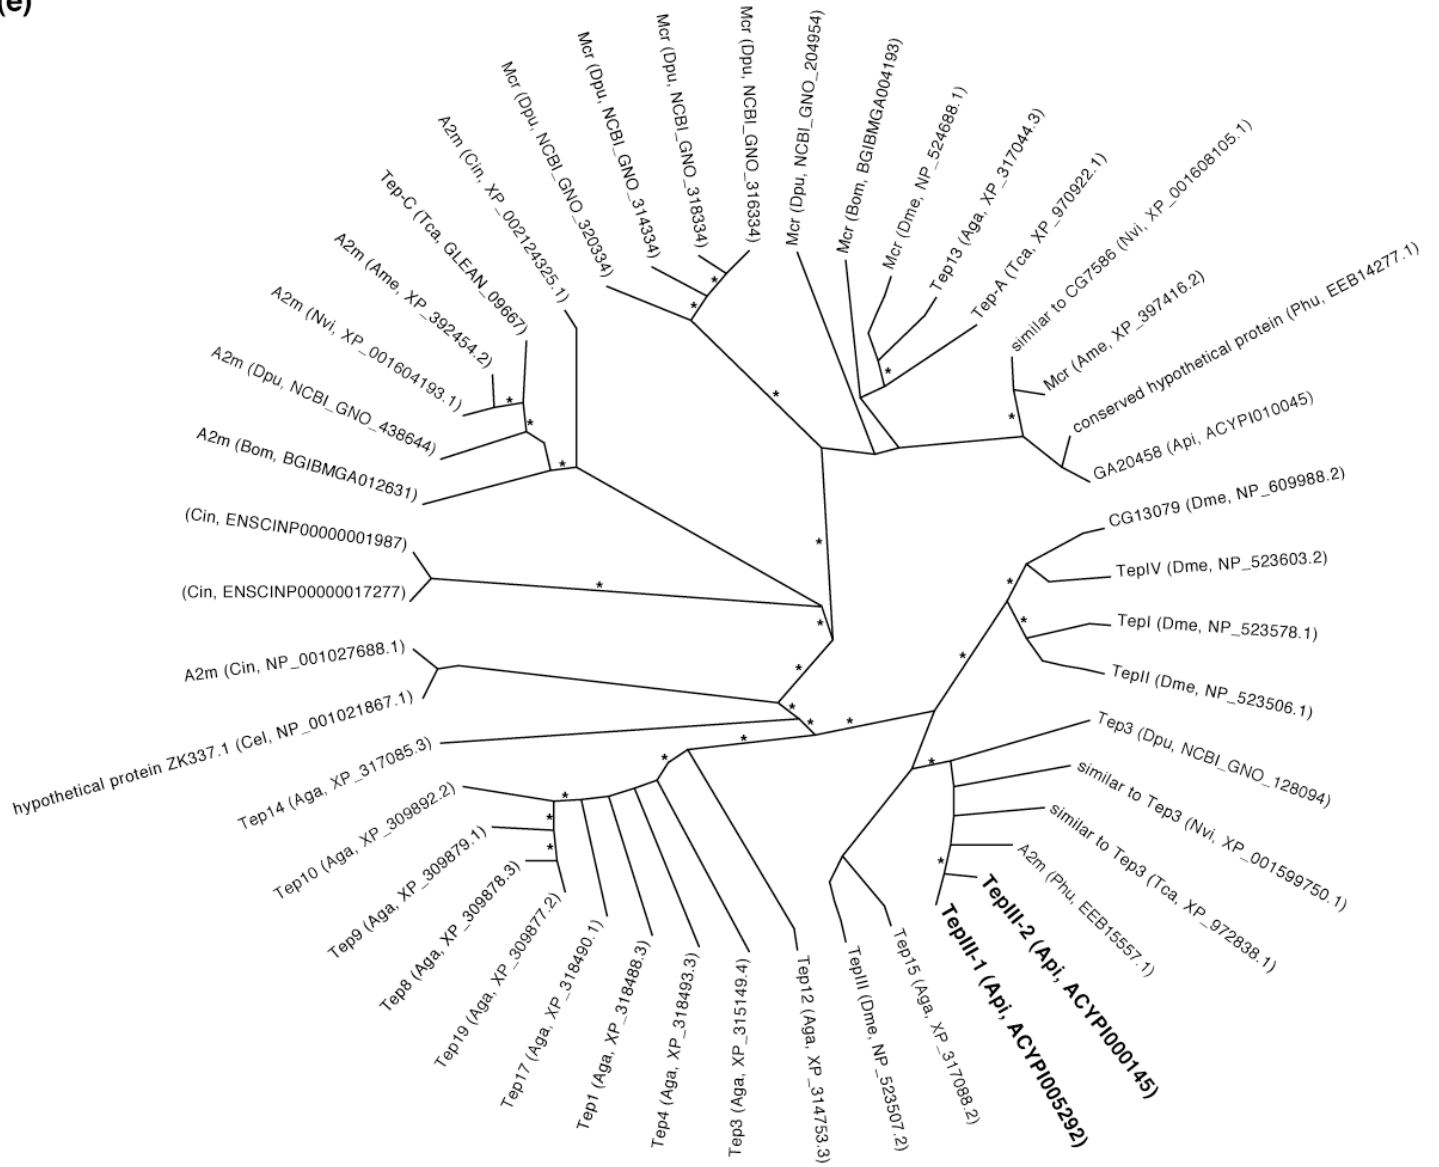 (e)
Mcr (Dpu, NCBI_GNO_320334)
Mcr (Dpu, NCBI_GNO_314334)
Mcr (Dpu, NCBI_GNO_318334)
Mcr (Dpu, NCBI_GNO_316334)
Mcr (Dpu, NCBI_GNO_204954)
Mcr (Bom, BGIBMGA004193)
Mcr (Dme, NP_524688.1)
Tep13 (Aga, XP_317044.3)
Tep-A (Tca, XP_970922.1)
similar to CG7586 (Nvi, XP_001608105.1)
Mcr (Ame, XP_397416.2)
conserved hypothetical protein (Phu, EEB14277.1)
GA20458 (Api, ACYPI010045)
CG13079 (Dme, NP_609988.2)
TepIV (Dme, NP_523603.2)
TepI (Dme, NP_523578.1)
TepII (Dme, NP_523506.1)
Tep3 (Dpu, NCBI_GNO_128094)
similar to Tep3 (Nvi, XP_001599750.1)
similar to Tep3 (Tca, XP_972838.1)
A2m (Phu, EEB15557.1)
TepIII-2 (Api, ACYPI000145)
TepIII-1 (Api, ACYPI005292)
Tep15 (Aga, XP_317088.2)
TepIII (Dme, NP_523507.2)
Tep12 (Aga, XP_314753.3)
Tep3 (Aga, XP_315149.4)
Tep4 (Aga, XP_318493.3)
Tep1 (Aga, XP_318488.3)
Tep17 (Aga, XP_318490.1)
Tep19 (Aga, XP_309877.2)
Tep8 (Aga, XP_309878.3)
Tep9 (Aga, XP_309879.1)
Tep10 (Aga, XP_309892.2)
Tep14 (Aga, XP_317085.3)
hypothetical protein ZK337.1 (Cel, NP_001021867.1)
A2m (Cin, NP_001027688.1)
(Cin, ENSCINP00000017277)
(Cin, ENSCINP00000001987)
A2m (Bom, BGIBMGA012631)
A2m (Dpu, NCBI_GNO_438644)
A2m (Nvi, XP_001604193.1)
A2m (Ame, XP_392454.2)
Tep-C (Tca, GLEAN_09667)
A2m (Cin, XP_002124325.1)